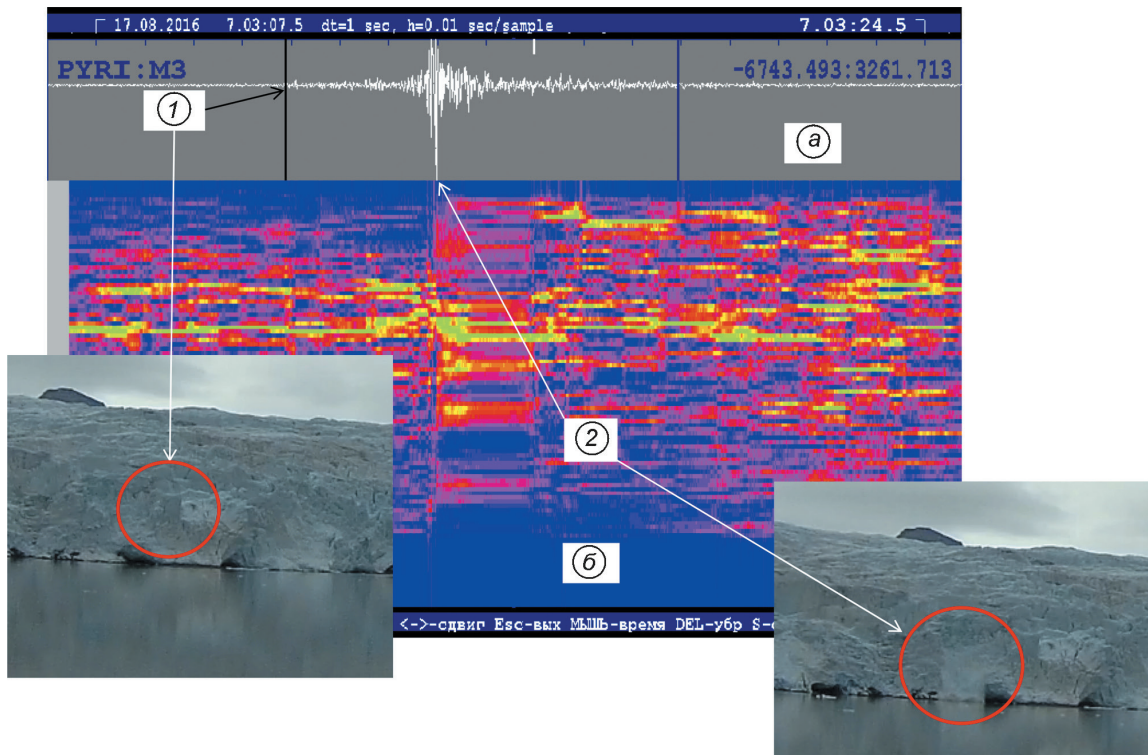 17.08.2016 7.03:07.5 dt=1 sec, h=0.01 sec/sample 7.03:24.5
PYRI:M3 -6743.493:3261.713
1
а
2
б
<->-сдвиг Esc-вых МЫШЬ-время DEL-убр